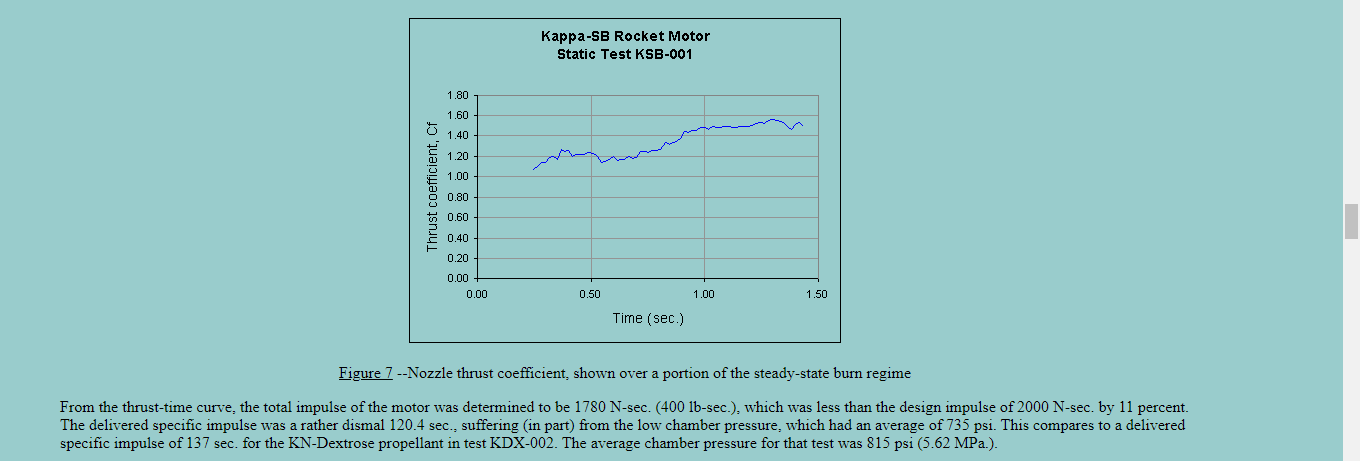 Kappa-SB Rocket Motor
Static Test KSB-001
1.80
1.60
1.40
1.20
1.00
0.80
0.60
0.40
0.20
0.00
Thrust coefficient, Cf
0.00 0.50 1.00 1.50
Time (sec.)
Figure 7 --Nozzle thrust coefficient, shown over a portion of the steady-state burn regime
From the thrust-time curve, the total impulse of the motor was determined to be 1780 N-sec. (400 lb-sec.), which was less than the design impulse of 2000 N-sec. by 11 percent.
The delivered specific impulse was a rather dismal 120.4 sec., suffering (in part) from the low chamber pressure, which had an average of 735 psi. This compares to a delivered
specific impulse of 137 sec. for the KN-Dextrose propellant in test KDX-002. The average chamber pressure for that test was 815 psi (5.62 MPa.).